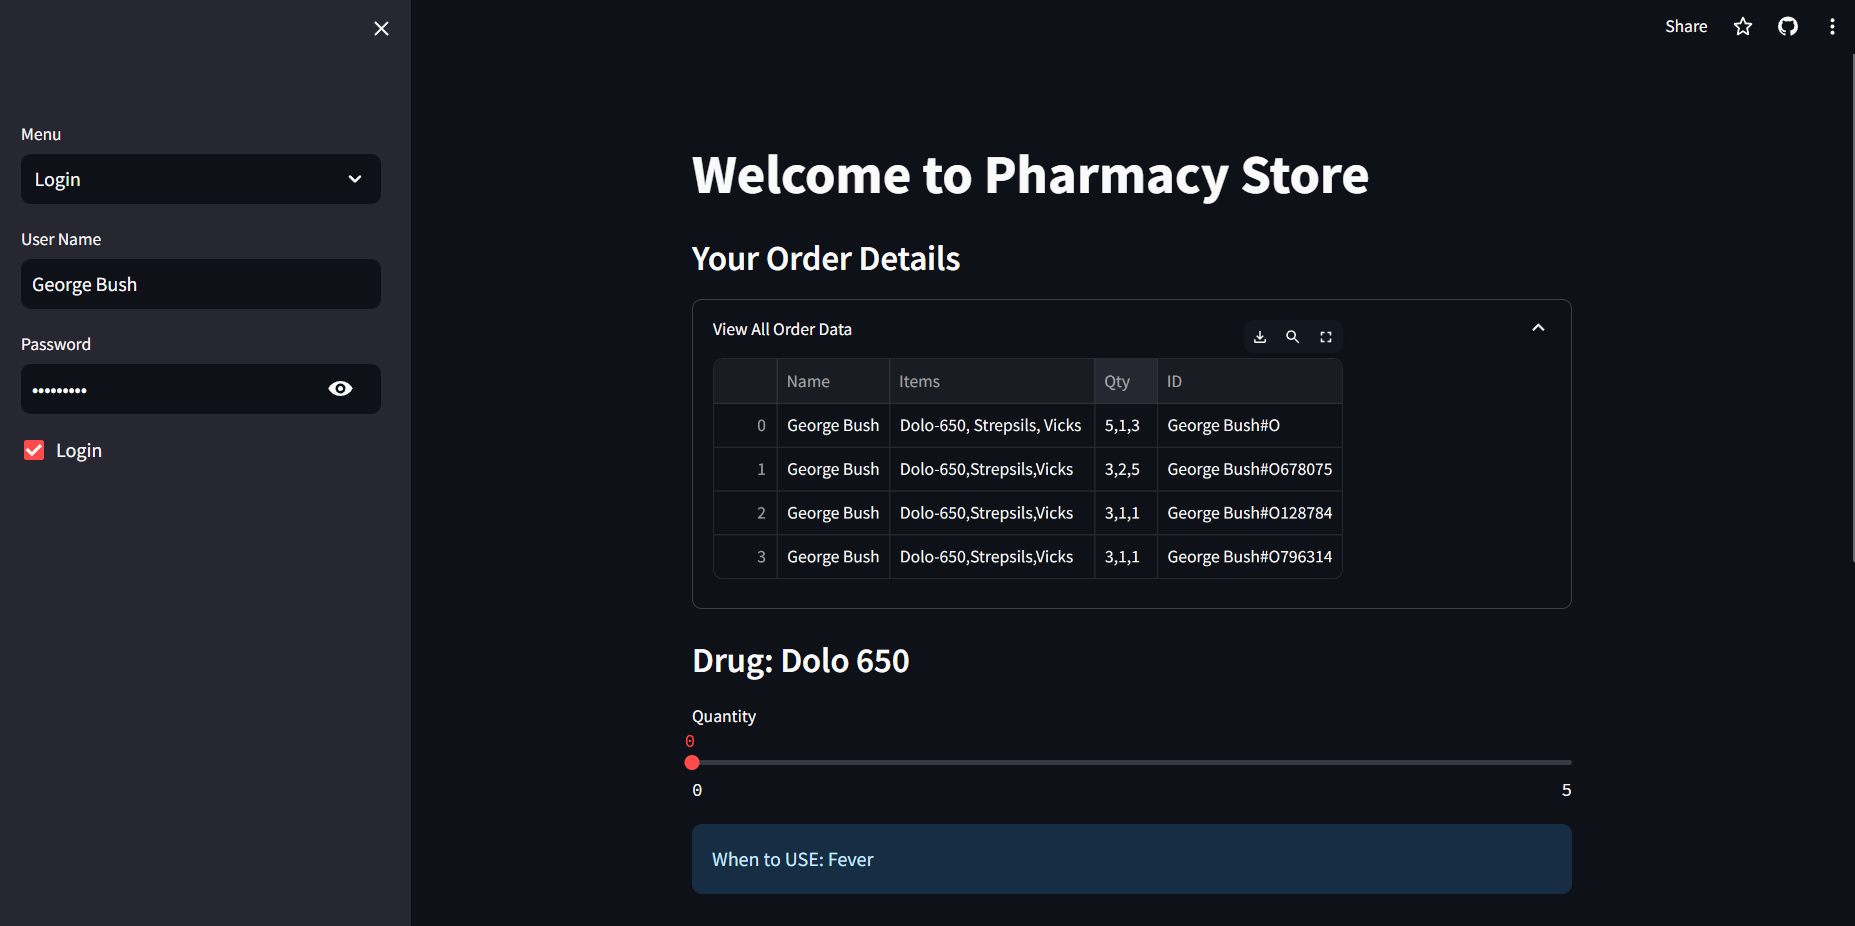 Share
Menu
Login
User Name
George Bush
Password
•••••••••
Login
Welcome to Pharmacy Store
Your Order Details
View All Order Data
Name Items Qty ID
0 George Bush Dolo-650, Strepsils, Vicks 5,1,3 George Bush#O
1 George Bush Dolo-650,Strepsils,Vicks 3,2,5 George Bush#O678075
2 George Bush Dolo-650,Strepsils,Vicks 3,1,1 George Bush#O128784
3 George Bush Dolo-650,Strepsils,Vicks 3,1,1 George Bush#O796314
Drug: Dolo 650
Quantity
0
0 5
When to USE: Fever